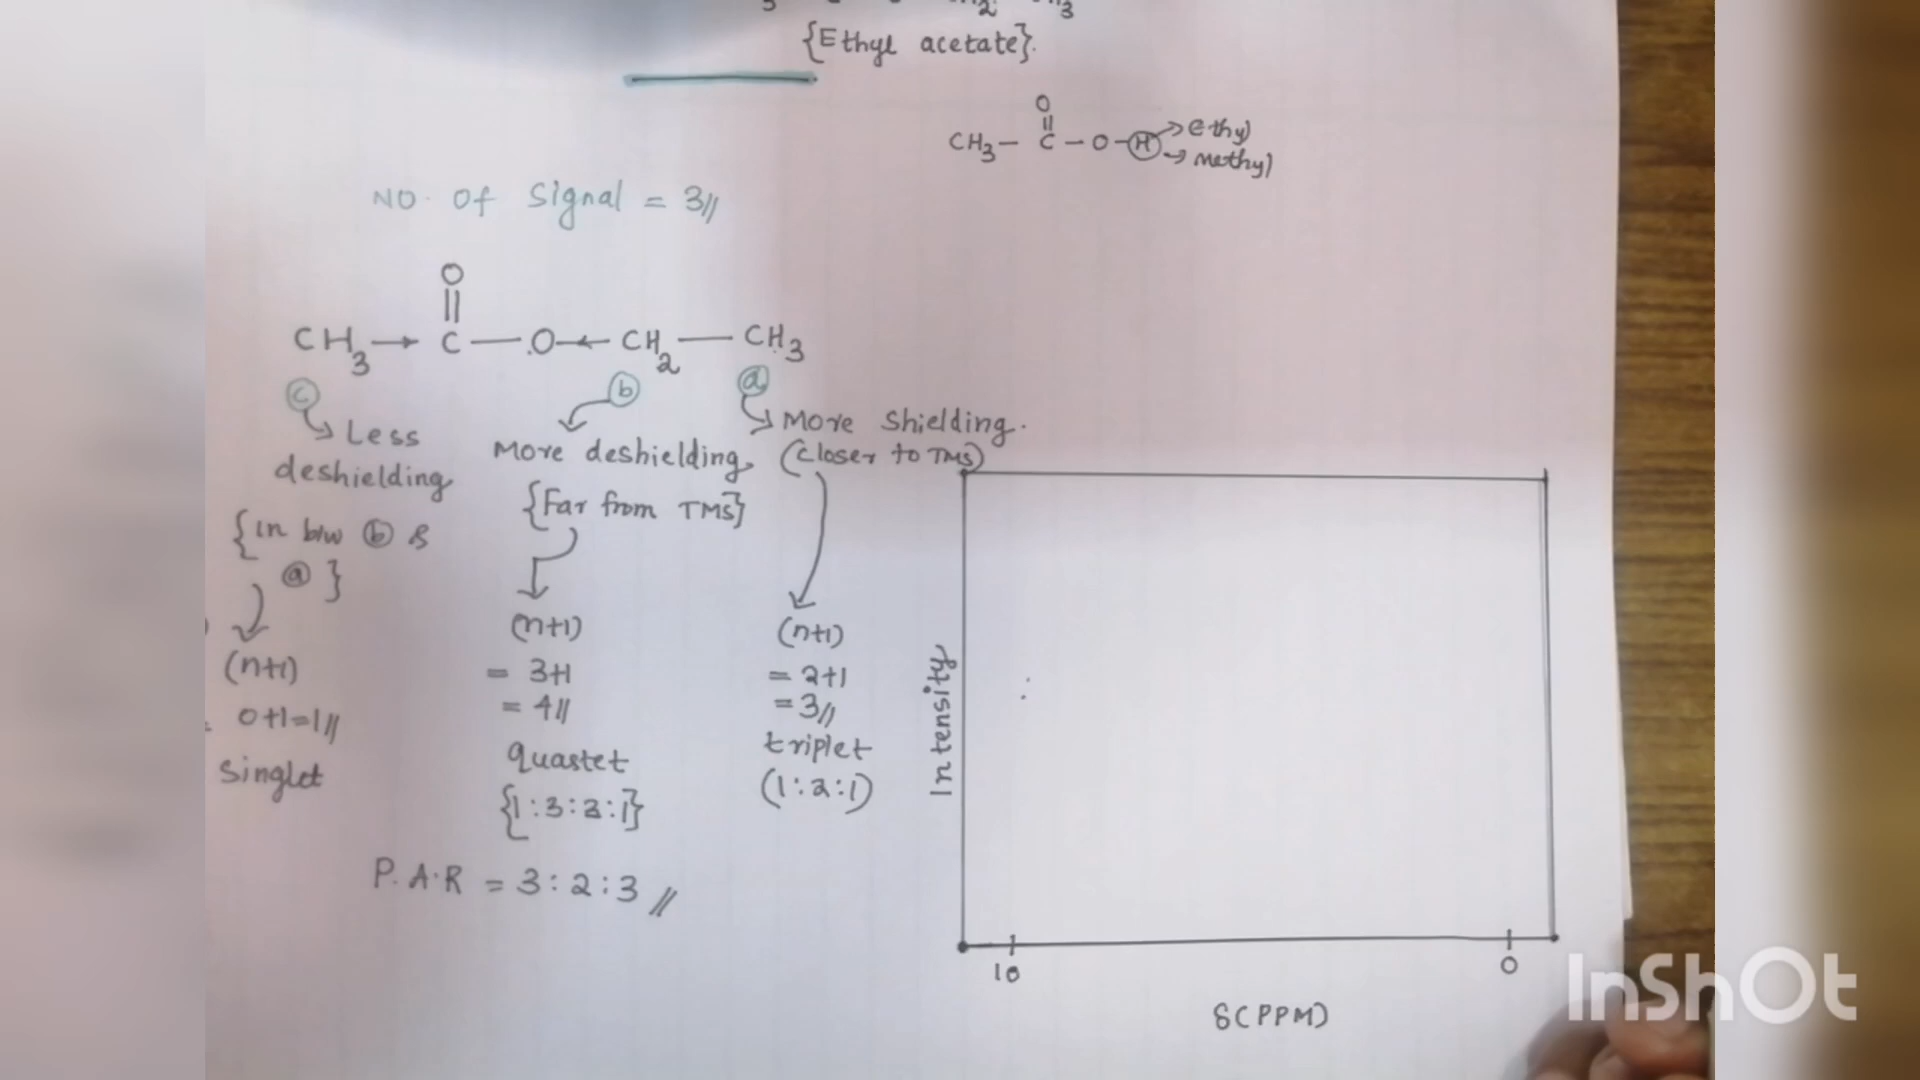 {Ethyl acetate}.
O
||
CH3 — C — O — H → ethyl
→ methyl
NO. of Signal = 3//
O
||
CH3 → C — O ← CH2 — CH3
c b a
Less deshielding
{in b/w b & a}
(n+1)
0+1=1//
Singlet
More deshielding
{Far from TMS}
(n+1)
= 3+1
= 4//
quastet
{1:3:3:1}
More Shielding.
(closer to TMS)
(n+1)
= 2+1
= 3//
triplet
(1:2:1)
P.A.R = 3:2:3//
Intensity
10 0
δ(PPM)
InShOt